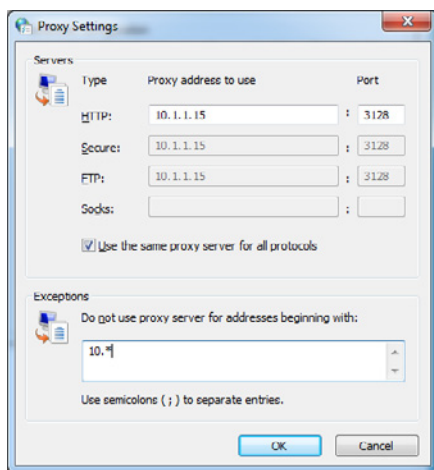 Proxy Settings
Servers
Type Proxy address to use Port
HTTP: 10.1.1.15 : 3128
Secure: 10.1.1.15 : 3128
FTP: 10.1.1.15 : 3128
Socks: :
Use the same proxy server for all protocols
Exceptions
Do not use proxy server for addresses beginning with:
10.*
Use semicolons ( ; ) to separate entries.
OK Cancel